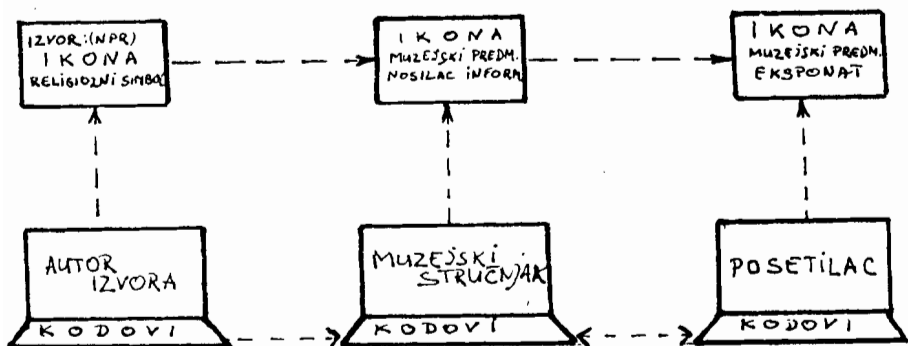 IZVOR:(NPR)
IKONA
RELIGIOZNI SIMBOL
IKONA
MUZEJSKI PREDM.
NOSILAC INFORM
IKONA
MUZEJSKI PREDM.
EKSPONAT
AUTOR
IZVORA
KODOVI
MUZEJSKI
STRUČNJAK
KODOVI
POSETILAC
KODOVI